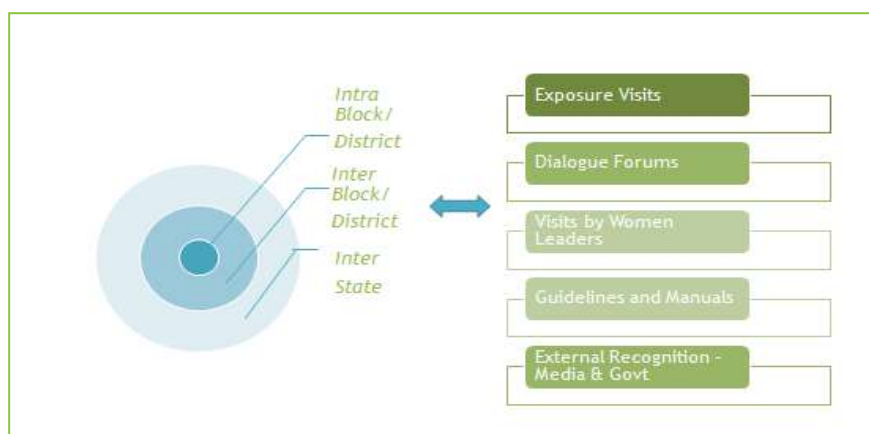 Intra
Block/
District
Inter
Block/
District
Inter
State
Exposure Visits
Dialogue Forums
Visits by Women
Leaders
Guidelines and Manuals
External Recognition -
Media & Govt